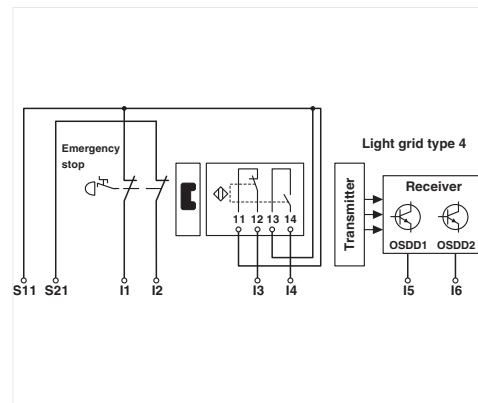 Emergency
stop
Light grid type 4
Transmitter
Receiver
11 12 13 14
OSDD1 OSDD2
S11 S21 I1 I2 I3 I4 I5 I6